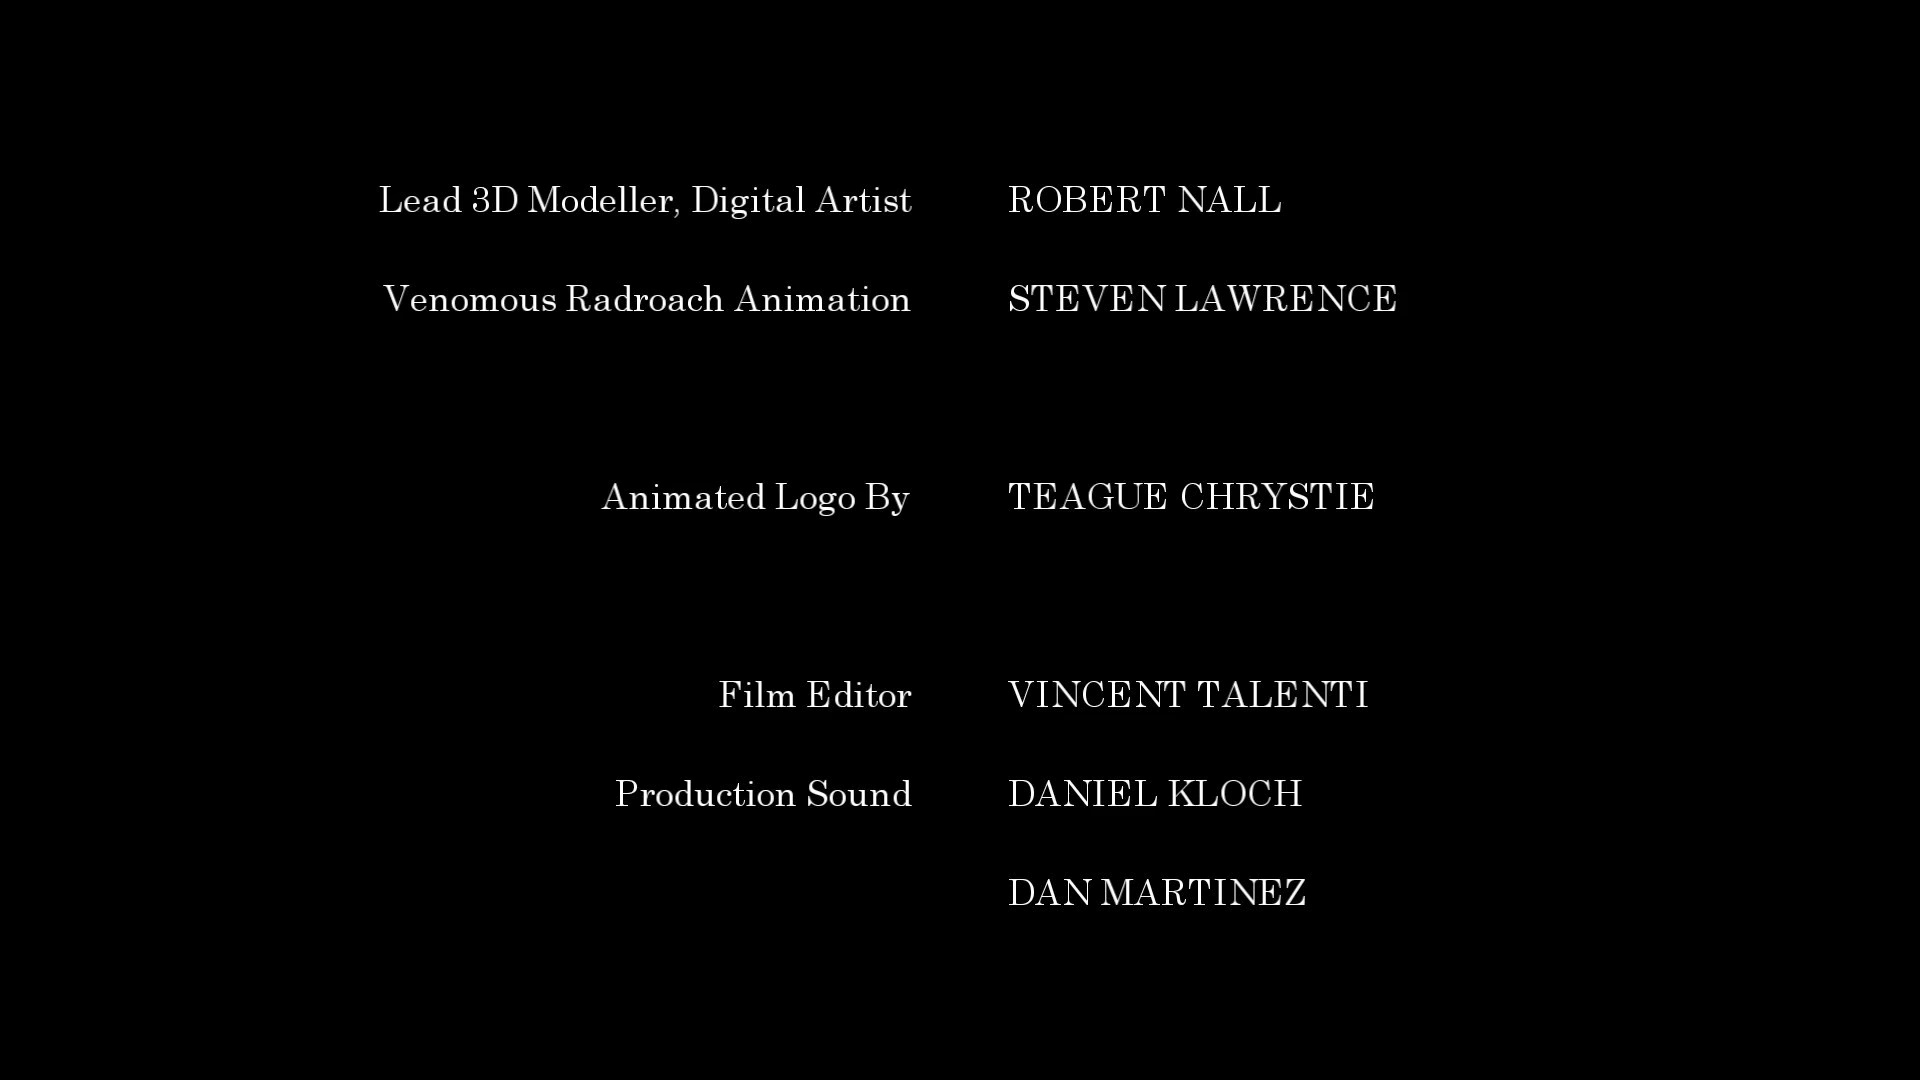 Lead 3D Modeller, Digital Artist ROBERT NALL
Venomous Radroach Animation STEVEN LAWRENCE
Animated Logo By TEAGUE CHRYSTIE
Film Editor VINCENT TALENTI
Production Sound DANIEL KLOCH
DAN MARTINEZ